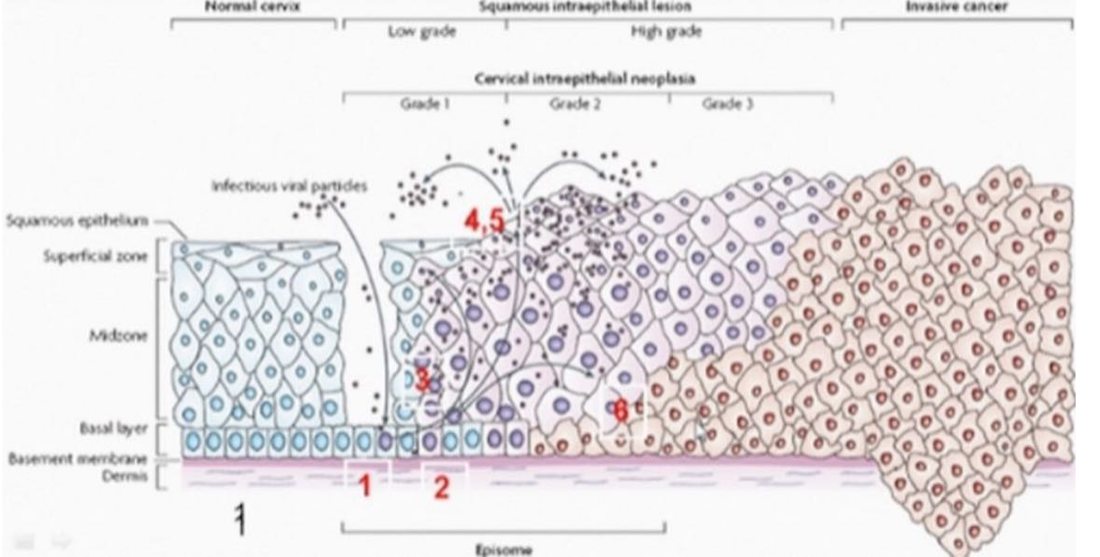 Normal cervix
Squamous intraepithelial lesion
Invasive cancer
Low grade
High grade
Cervical intraepithelial neoplasia
Grade 1
Grade 2
Grade 3
Infectious viral particles
Squamous epithelium
4,5
Superficial zone
Midzone
3
6
Basal layer
Basement membrane
Dermis
1
2
1
Episome